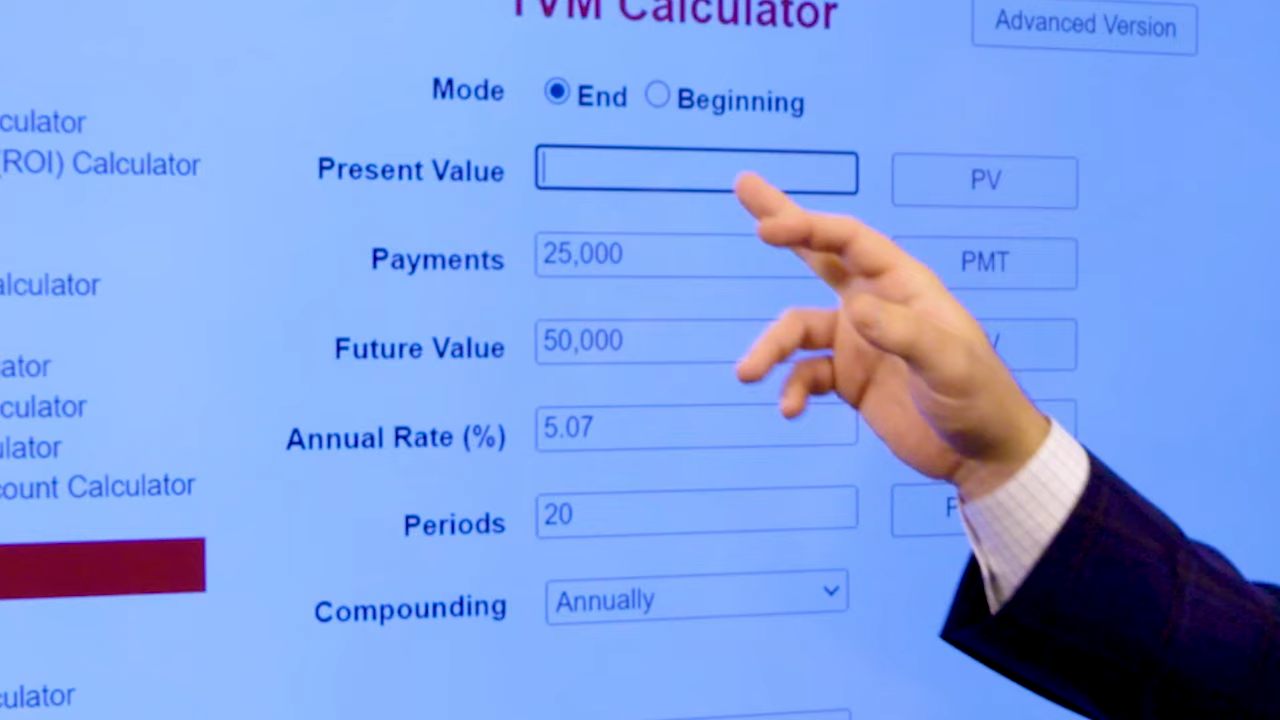 TVM Calculator
Advanced Version
Mode End Beginning
culator
(ROI) Calculator
Present Value PV
Payments 25,000 PMT
alculator
Future Value 50,000
ator
culator
Annual Rate (%) 5.07
ulator
count Calculator
Periods 20
Compounding Annually
culator